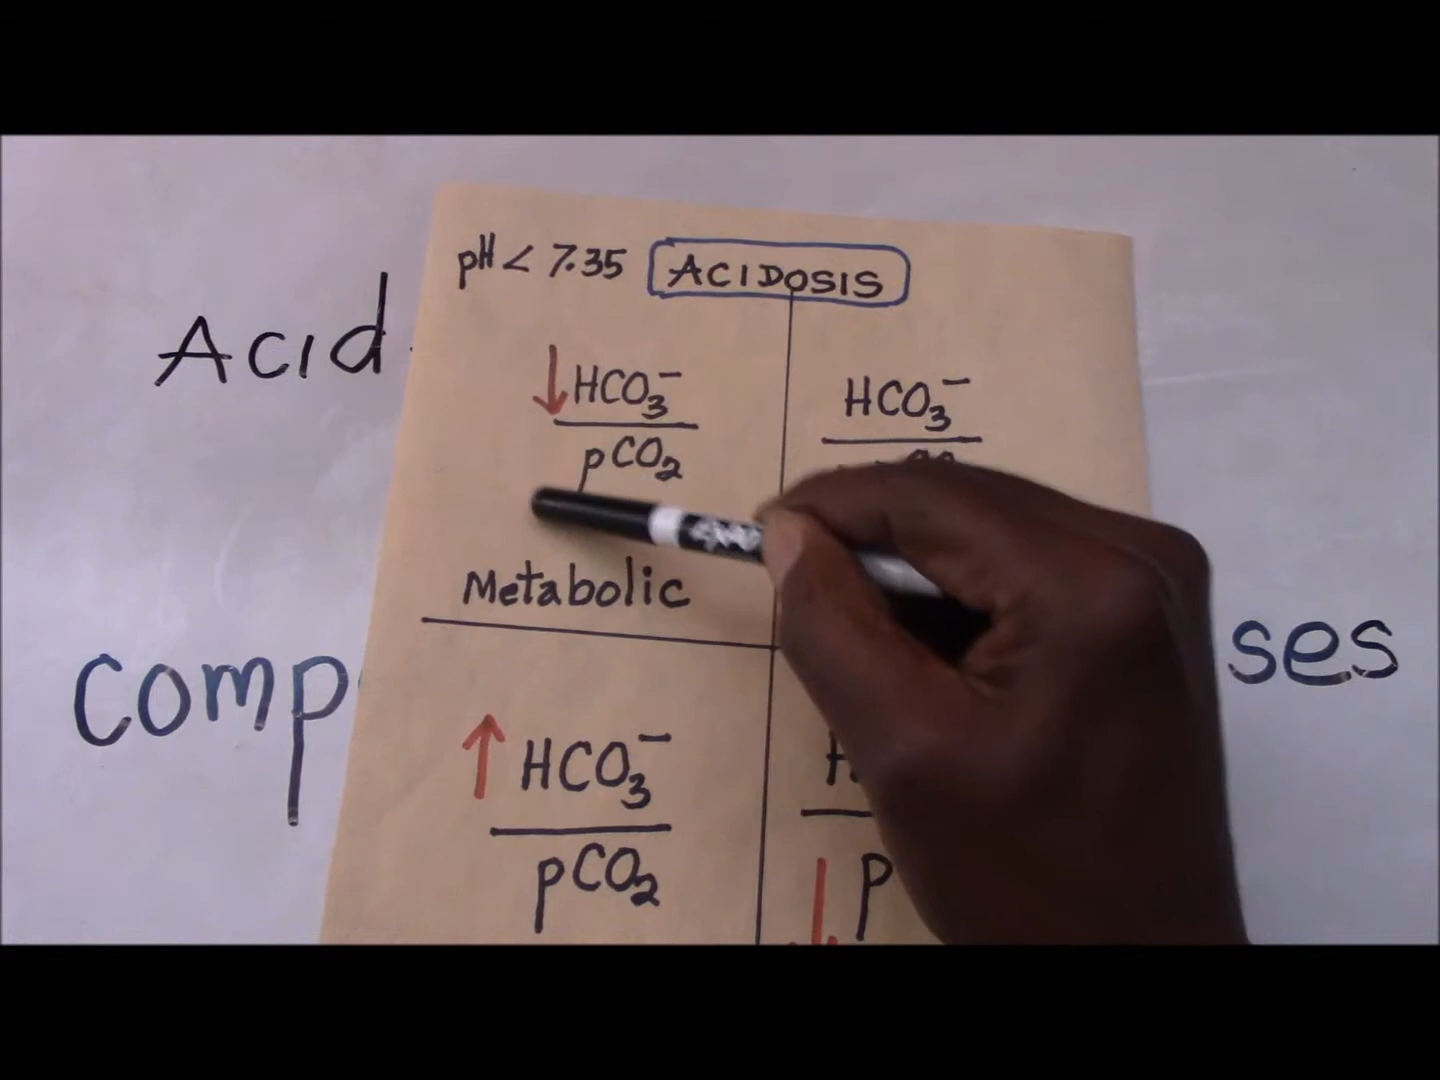 pH < 7.35 ACIDOSIS
Acid
↓HCO₃⁻
pCO₂
HCO₃⁻
Metabolic
Comp
ses
↑ HCO₃⁻
pCO₂
H
↓ p